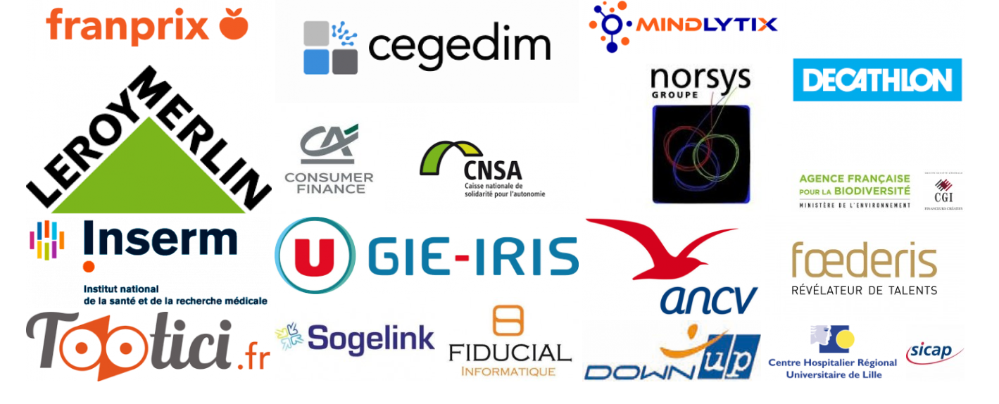 franprix
cegedim
MINDLYTIX
LEROY MERLIN
norsys
GROUPE
DECATHLON
CA
CONSUMER
FINANCE
CNSA
Caisse nationale de
solidarité pour l'autonomie
AGENCE FRANÇAISE
POUR LA BIODIVERSITÉ
MINISTÈRE DE L'ENVIRONNEMENT
GROUPE SOCIÉTÉ GÉNÉRALE
CGI
FINANCEURS CRÉATIFS
Inserm
Institut national
de la santé et de la recherche médicale
U GIE-IRIS
ancv
fœderis
RÉVÉLATEUR DE TALENTS
Tootici.fr
Sogelink
FIDUCIAL
INFORMATIQUE
DOWN up
Centre Hospitalier Régional
Universitaire de Lille
sicap